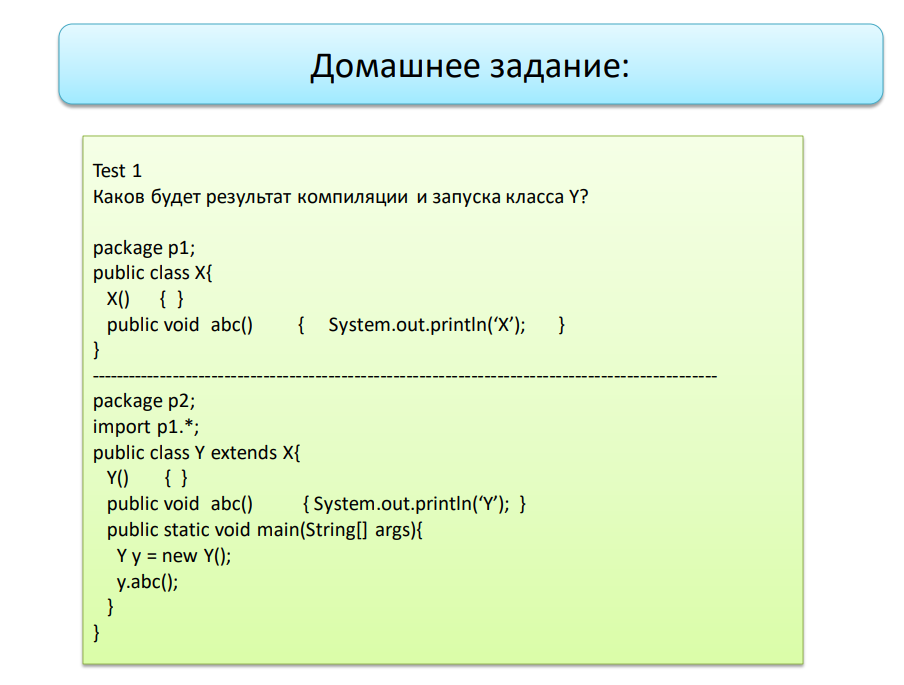 Домашнее задание:
Test 1
Каков будет результат компиляции и запуска класса Y?
package p1;
public class X{
X() { }
public void abc() { System.out.println(‘X’); }
}
-------------------------------------------------------------------------------------------
package p2;
import p1.*;
public class Y extends X{
Y() { }
public void abc() { System.out.println(‘Y’); }
public static void main(String[] args){
Y y = new Y();
y.abc();
}
}